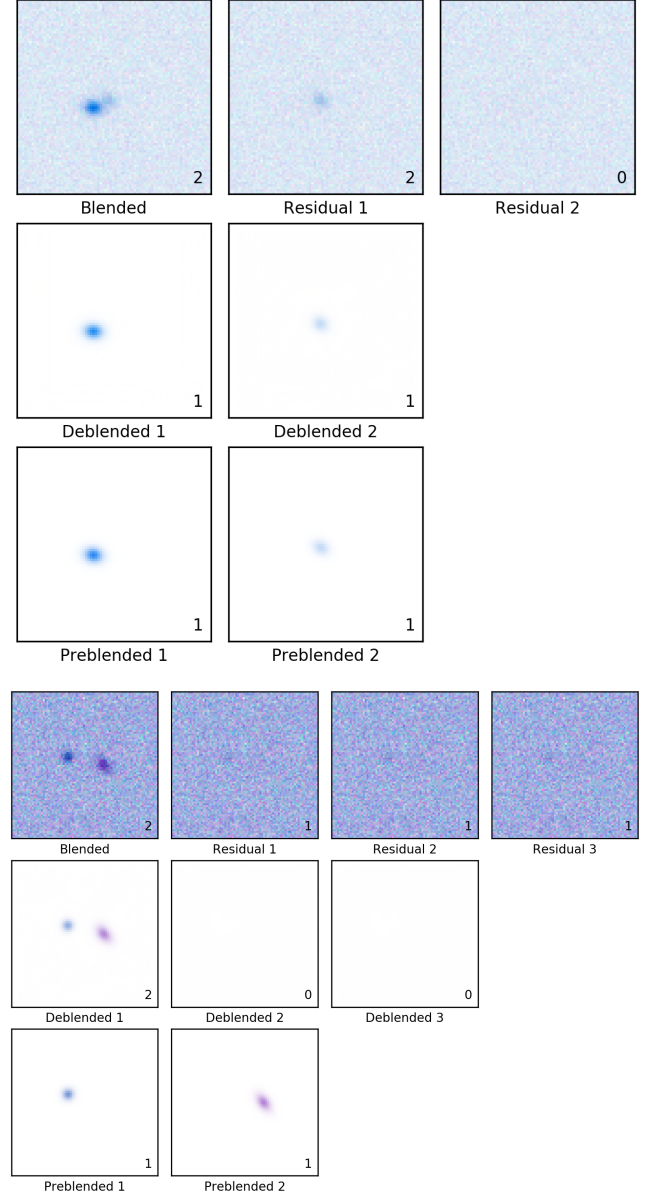 2 2 0
Blended Residual 1 Residual 2
1 1
Deblended 1 Deblended 2
1 1
Preblended 1 Preblended 2
2 1 1 1
Blended Residual 1 Residual 2 Residual 3
2 0 0
Deblended 1 Deblended 2 Deblended 3
1 1
Preblended 1 Preblended 2